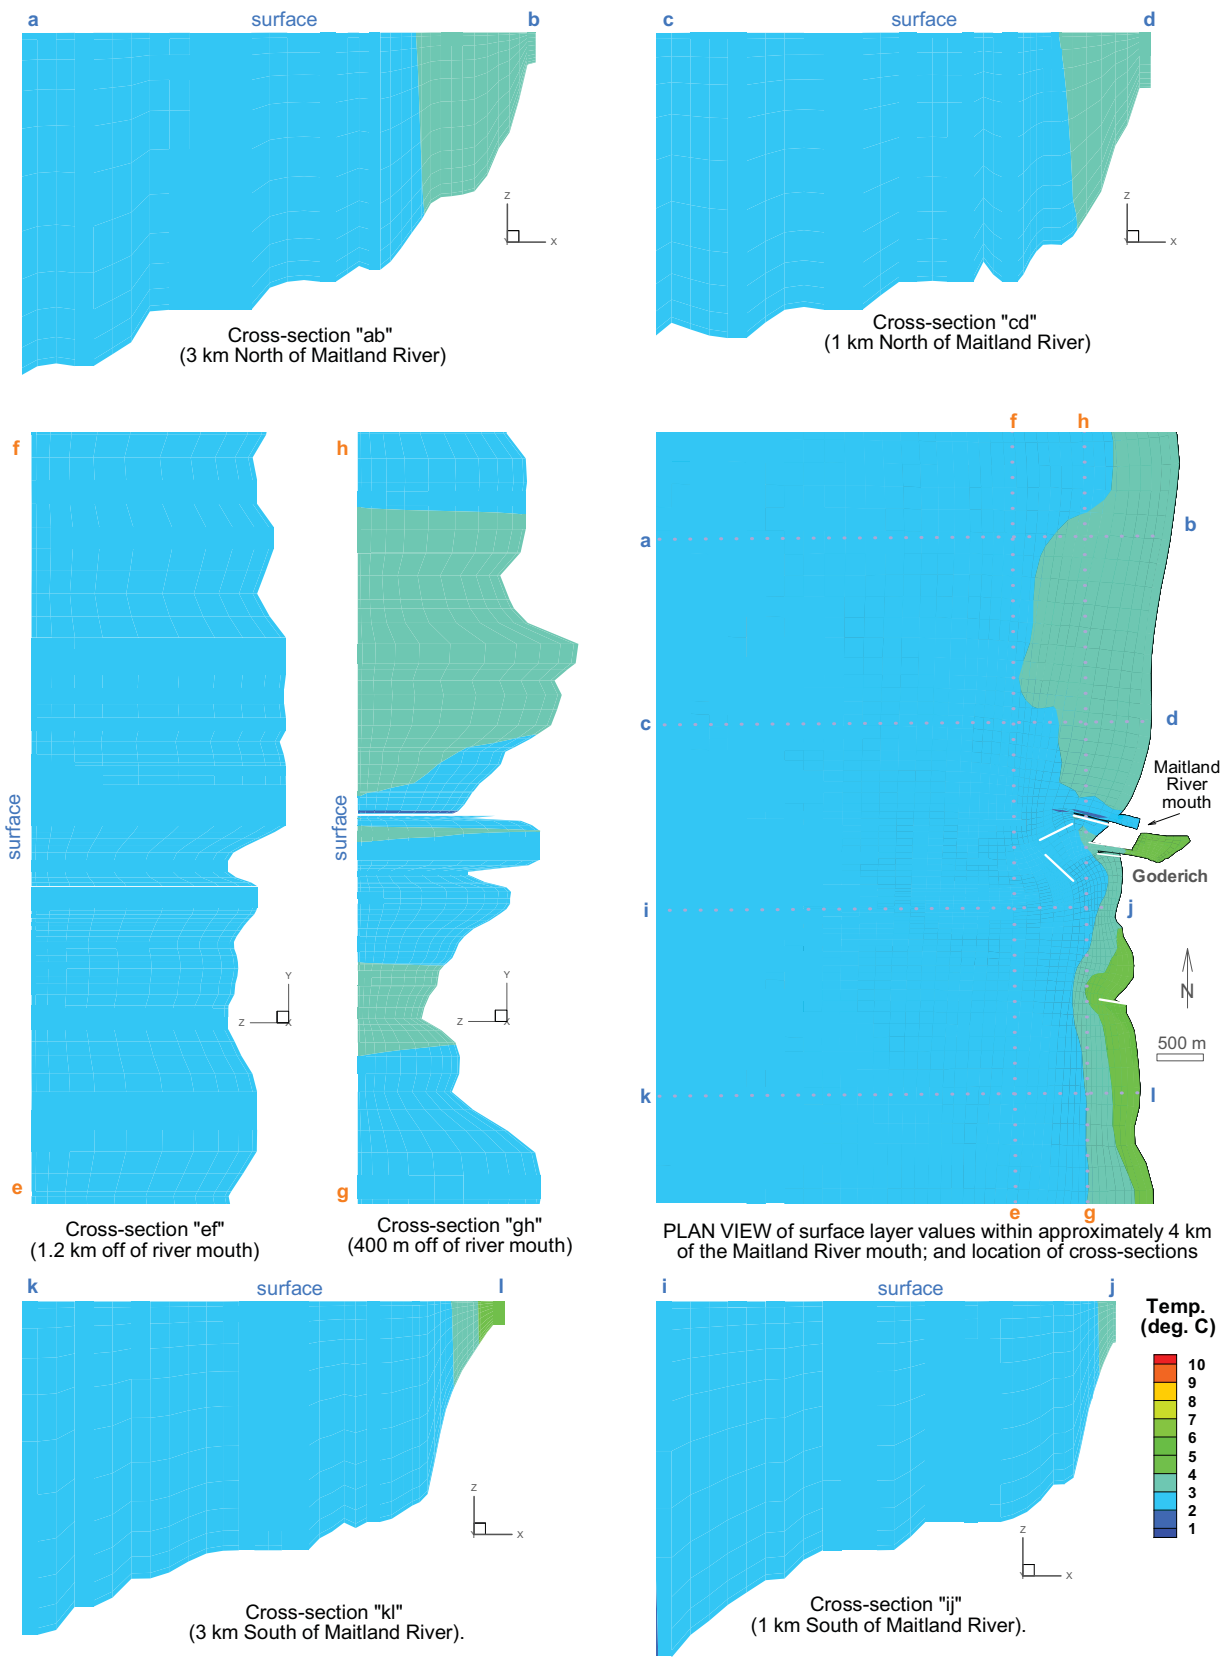 a surface b
c surface d
z
x
z
x
Cross-section "ab"
(3 km North of Maitland River)
Cross-section "cd"
(1 km North of Maitland River)
f h
f
h
b
a
c
d
Maitland
River
mouth
surface
surface
Goderich
i
j
Y
Z
Y
Z
N
500 m
k
l
e
g
e g
Cross-section "ef"
(1.2 km off of river mouth)
Cross-section "gh"
(400 m off of river mouth)
PLAN VIEW of surface layer values within approximately 4 km
of the Maitland River mouth; and location of cross-sections
k surface l
i surface j
Temp.
(deg. C)
10
9
8
7
6
5
4
3
2
1
z
x
z
x
Cross-section "kl"
(3 km South of Maitland River).
Cross-section "ij"
(1 km South of Maitland River).